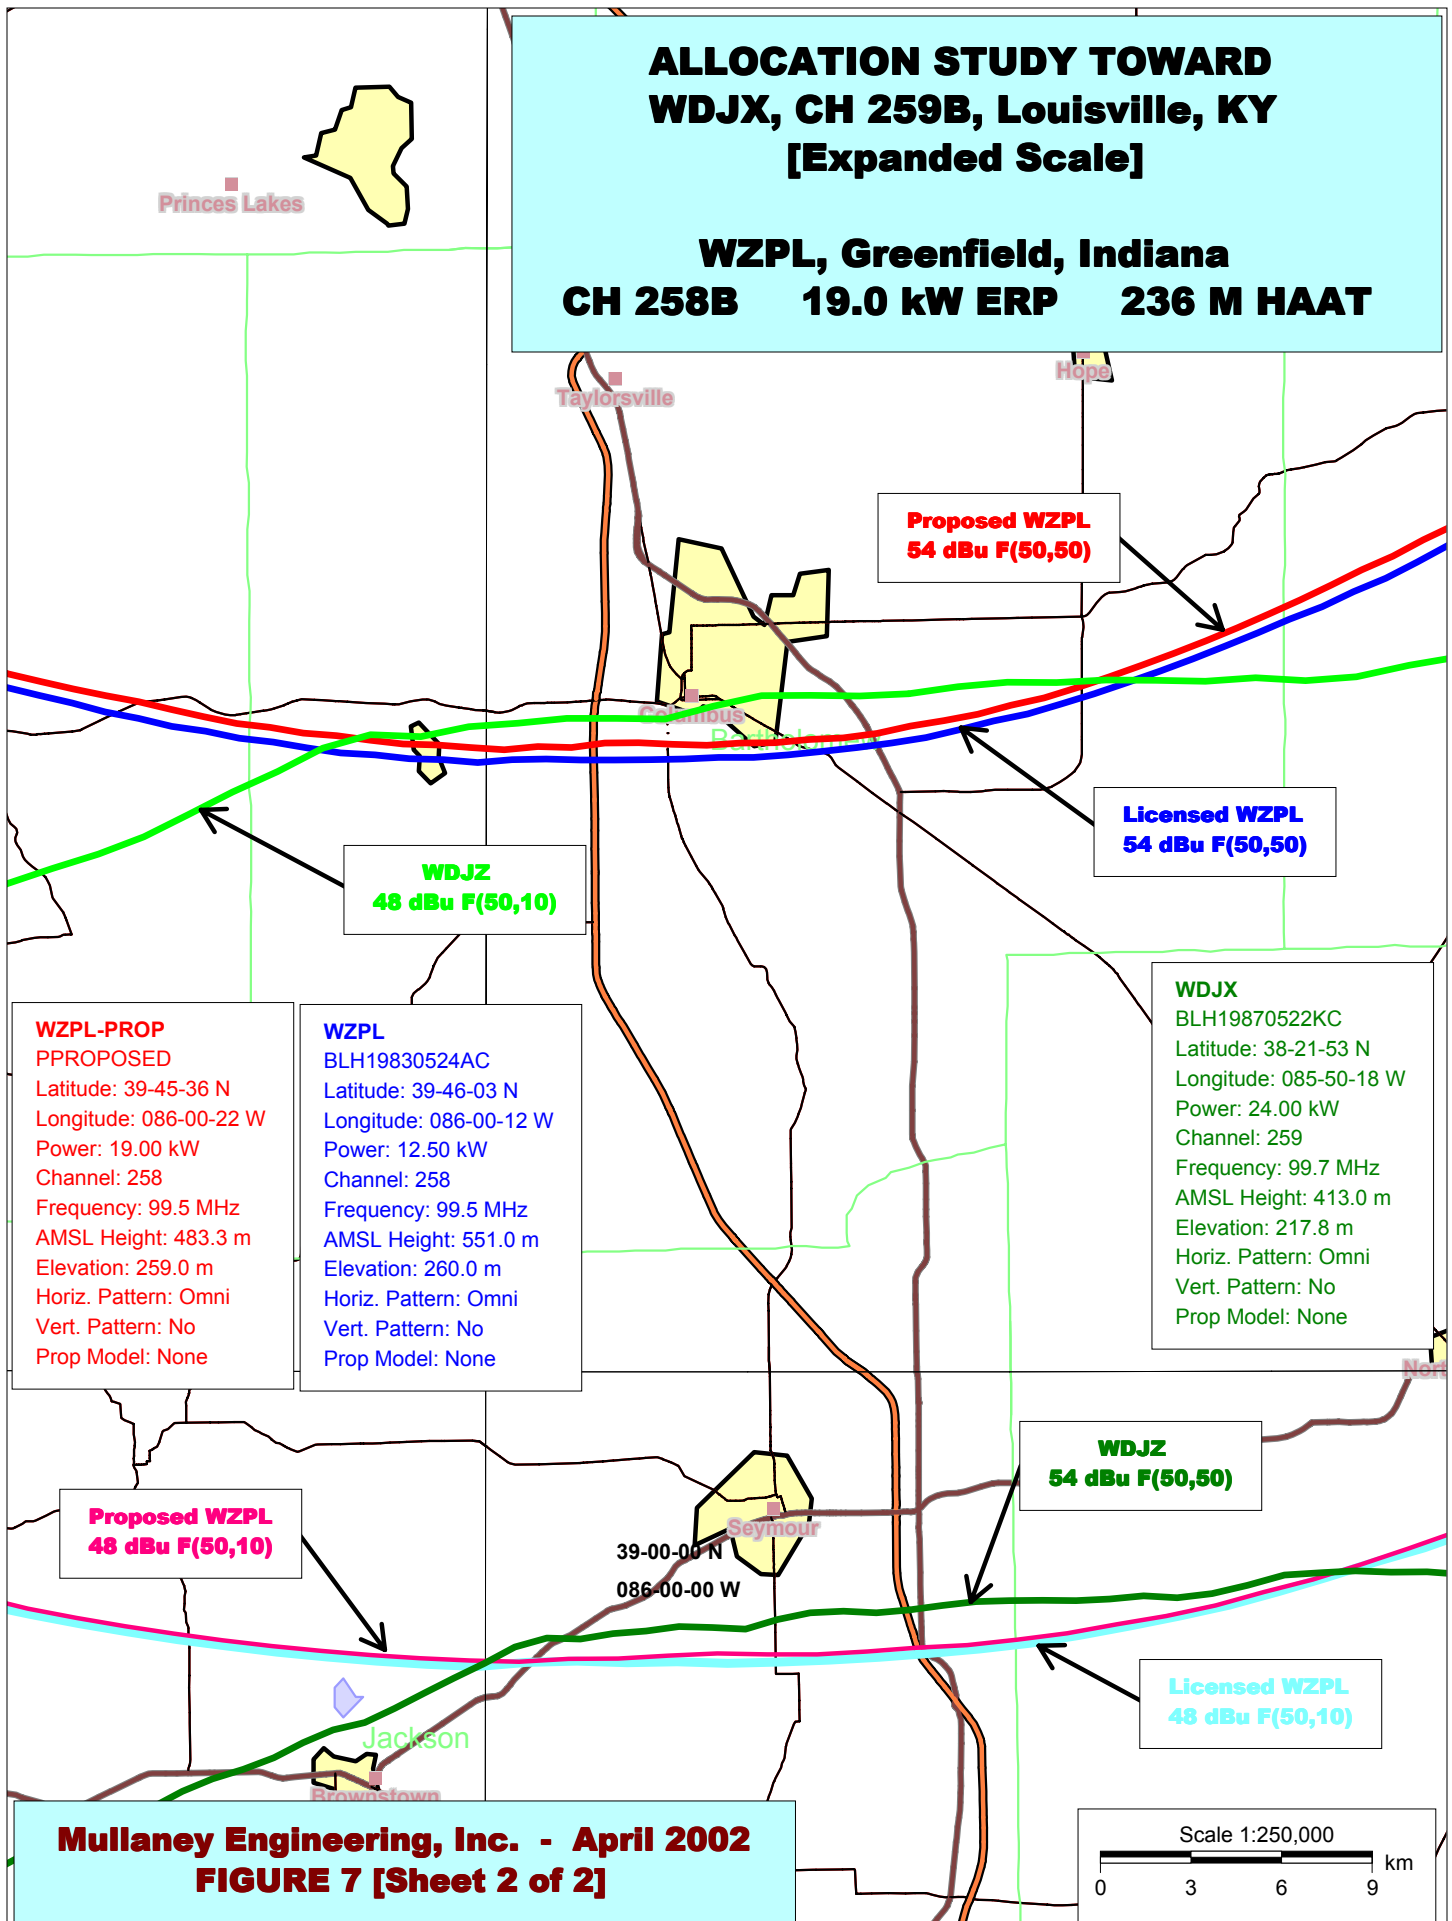 ALLOCATION STUDY TOWARD
WDJX, CH 259B, Louisville, KY
[Expanded Scale]
WZPL, Greenfield, Indiana
CH 258B 19.0 kW ERP 236 M HAAT
Princes Lakes
Taylorsville
Hope
Proposed WZPL
54 dBu F(50,50)
Columbus
Bartholomew
Licensed WZPL
54 dBu F(50,50)
WDJZ
48 dBu F(50,10)
WZPL-PROP
PPROPOSED
Latitude: 39-45-36 N
Longitude: 086-00-22 W
Power: 19.00 kW
Channel: 258
Frequency: 99.5 MHz
AMSL Height: 483.3 m
Elevation: 259.0 m
Horiz. Pattern: Omni
Vert. Pattern: No
Prop Model: None
WZPL
BLH19830524AC
Latitude: 39-46-03 N
Longitude: 086-00-12 W
Power: 12.50 kW
Channel: 258
Frequency: 99.5 MHz
AMSL Height: 551.0 m
Elevation: 260.0 m
Horiz. Pattern: Omni
Vert. Pattern: No
Prop Model: None
WDJX
BLH19870522KC
Latitude: 38-21-53 N
Longitude: 085-50-18 W
Power: 24.00 kW
Channel: 259
Frequency: 99.7 MHz
AMSL Height: 413.0 m
Elevation: 217.8 m
Horiz. Pattern: Omni
Vert. Pattern: No
Prop Model: None
Nort
WDJZ
54 dBu F(50,50)
Proposed WZPL
48 dBu F(50,10)
Seymour
39-00-00 N
086-00-00 W
Licensed WZPL
48 dBu F(50,10)
Jackson
Brownstown
Mullaney Engineering, Inc. - April 2002
FIGURE 7 [Sheet 2 of 2]
Scale 1:250,000
km
0 3 6 9